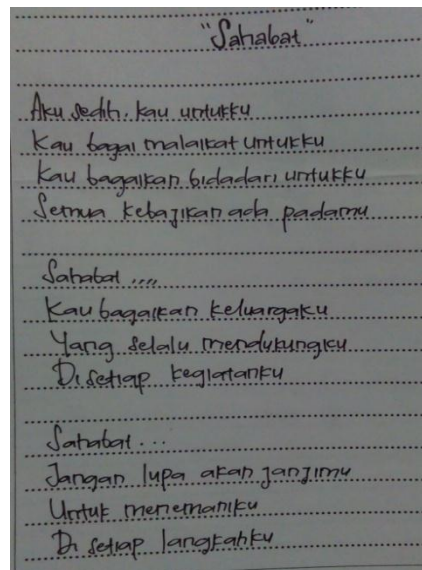 "Sahabat"
Aku sedih. kau untukku
Kau bagai malaikat untukku
Kau bagaikan bidadari untukku
Semua kebajikan ada padamu
Sahabat ,,,,
Kau bagaikan keluargaku
Yang selalu mendukungku
Di setiap kegiatanku
Sahabat...
Jangan lupa akan janjimu
Untuk menemaniku
Di setiap langkahku